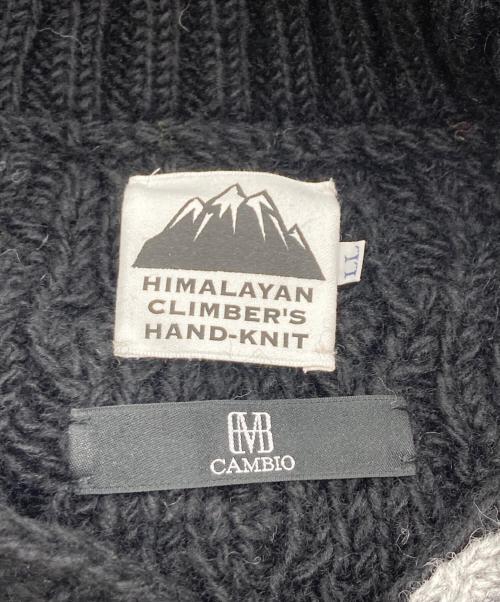 HIMALAYAN
CLIMBER'S
HAND-KNIT
LL
CAMBIO